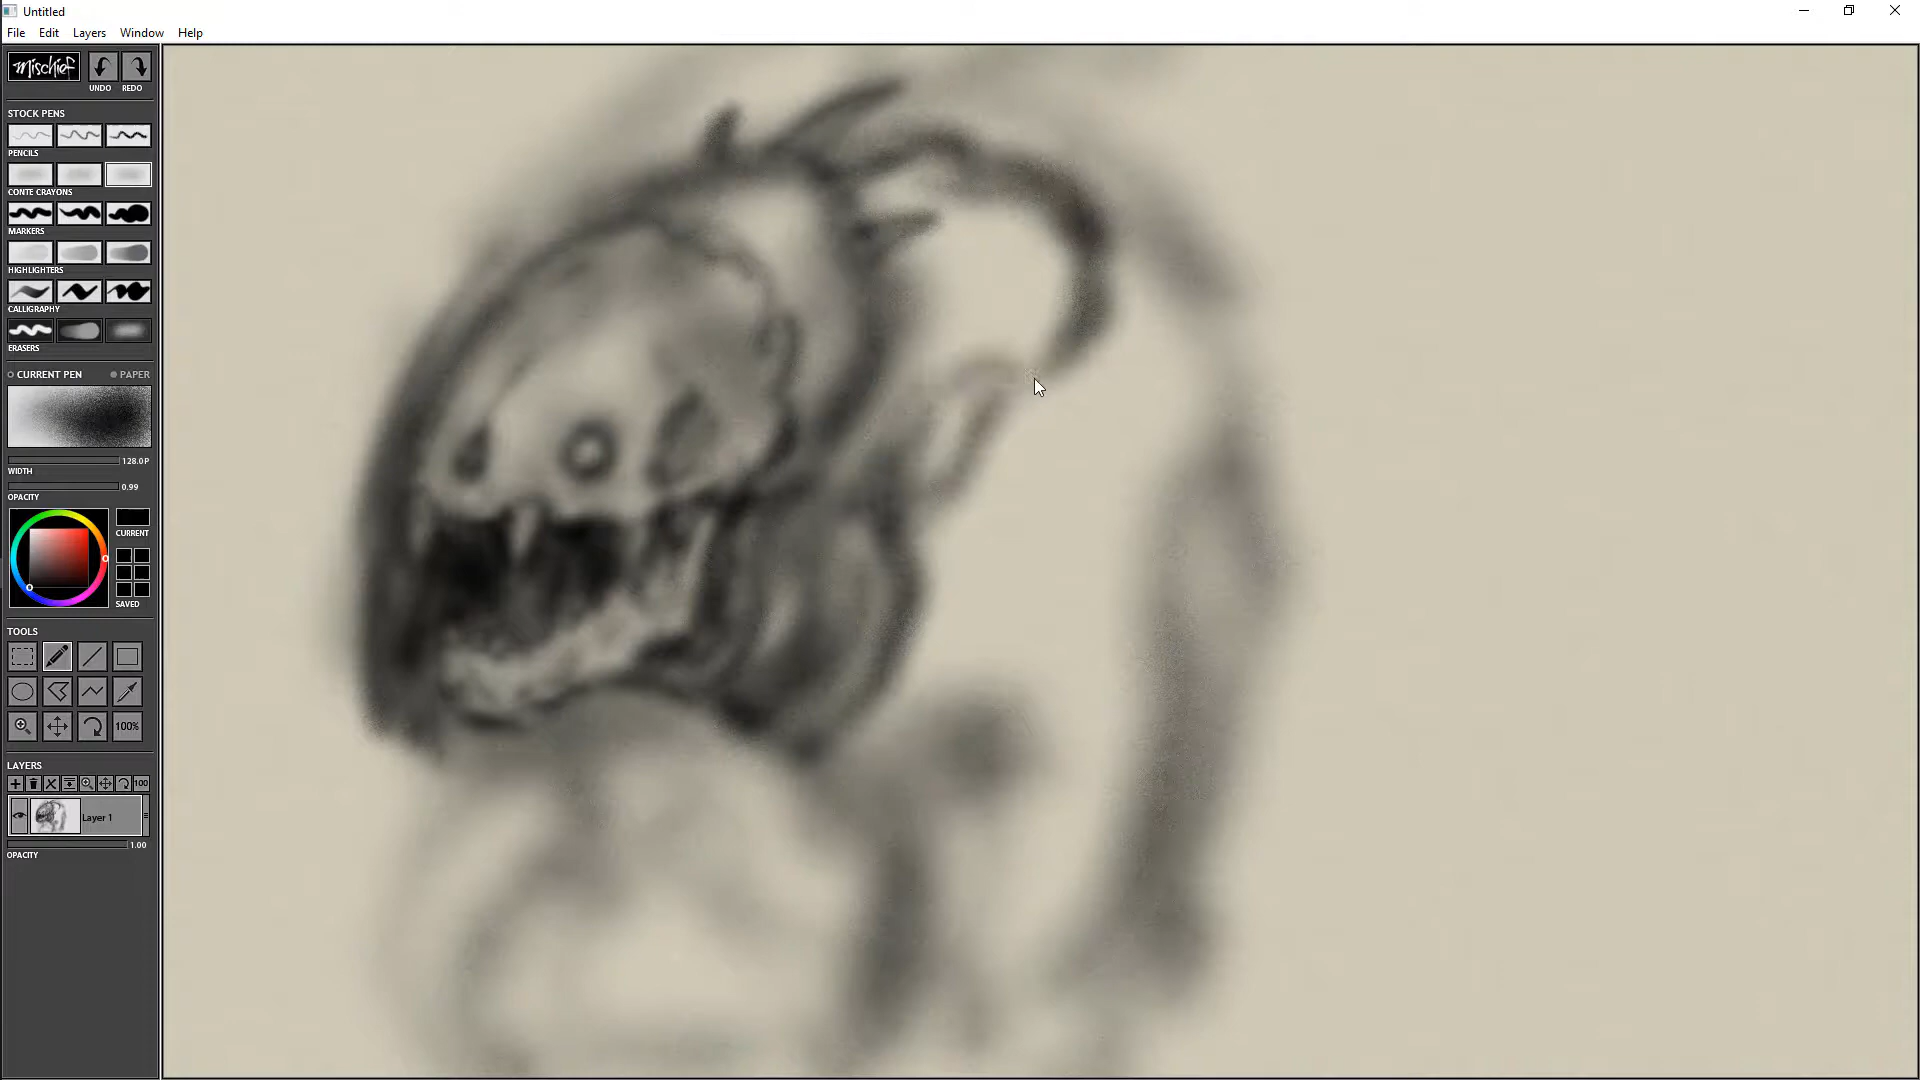 Untitled
File Edit Layers Window Help
Mischief
UNDO REDO
STOCK PENS
PENCILS
CONTE CRAYONS
MARKERS
HIGHLIGHTERS
CALLIGRAPHY
ERASERS
CURRENT PEN PAPER
128.0P
WIDTH
0.99
OPACITY
CURRENT
SAVED
TOOLS
100%
LAYERS
100
Layer 1
1.00
OPACITY